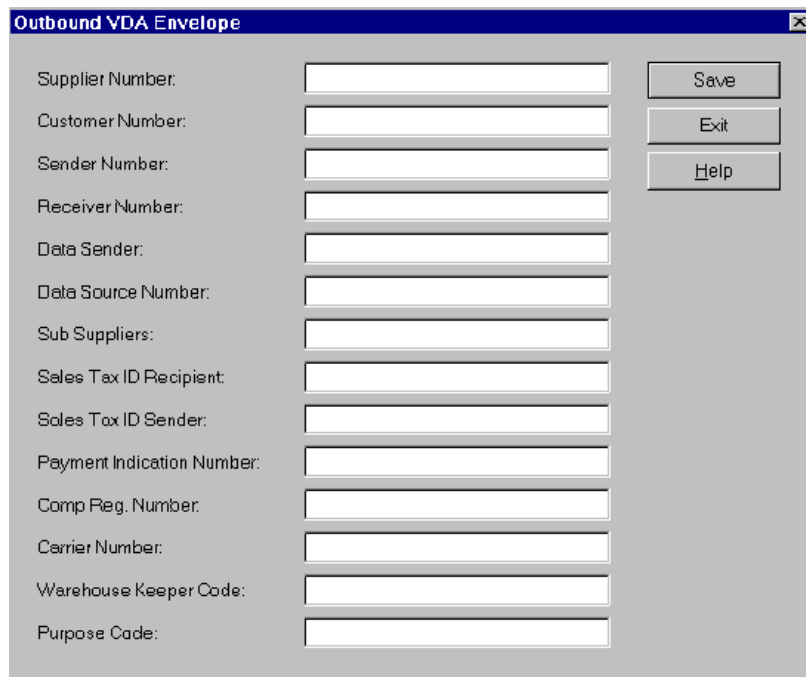 Outbound VDA Envelope
Supplier Number:
Save
Customer Number:
Exit
Sender Number:
Help
Receiver Number:
Data Sender:
Data Source Number:
Sub Suppliers:
Sales Tax ID Recipient:
Sales Tax ID Sender:
Payment Indication Number:
Comp Reg. Number:
Carrier Number:
Warehouse Keeper Code:
Purpose Code: